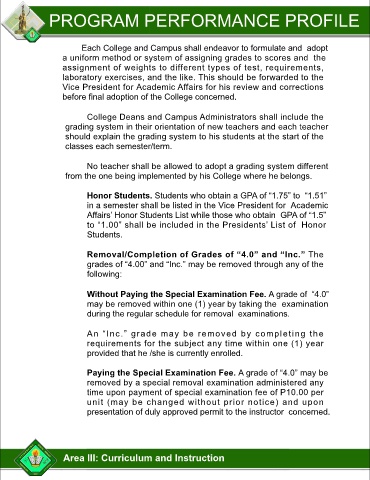 PROGRAM PERFORMANCE PROFILE
Each College and Campus shall endeavor to formulate and adopt
a uniform method or system of assigning grades to scores and the
assignment of weights to different types of test, requirements,
laboratory exercises, and the like. This should be forwarded to the
Vice President for Academic Affairs for his review and corrections
before final adoption of the College concerned.
College Deans and Campus Administrators shall include the
grading system in their orientation of new teachers and each teacher
should explain the grading system to his students at the start of the
classes each semester/term.
No teacher shall be allowed to adopt a grading system different
from the one being implemented by his College where he belongs.
Honor Students. Students who obtain a GPA of “1.75” to “1.51”
in a semester shall be listed in the Vice President for Academic
Affairs’ Honor Students List while those who obtain GPA of “1.5”
to “1.00” shall be included in the Presidents’ List of Honor
Students.
Removal/Completion of Grades of “4.0” and “Inc.” The
grades of “4.00” and “Inc.” may be removed through any of the
following:
Without Paying the Special Examination Fee. A grade of “4.0”
may be removed within one (1) year by taking the examination
during the regular schedule for removal examinations.
An “Inc.” grade may be removed by completing the
requirements for the subject any time within one (1) year
provided that he /she is currently enrolled.
Paying the Special Examination Fee. A grade of “4.0” may be
removed by a special removal examination administered any
time upon payment of special examination fee of P10.00 per
unit (may be changed without prior notice) and upon
presentation of duly approved permit to the instructor concerned.
Area III: Curriculum and Instruction